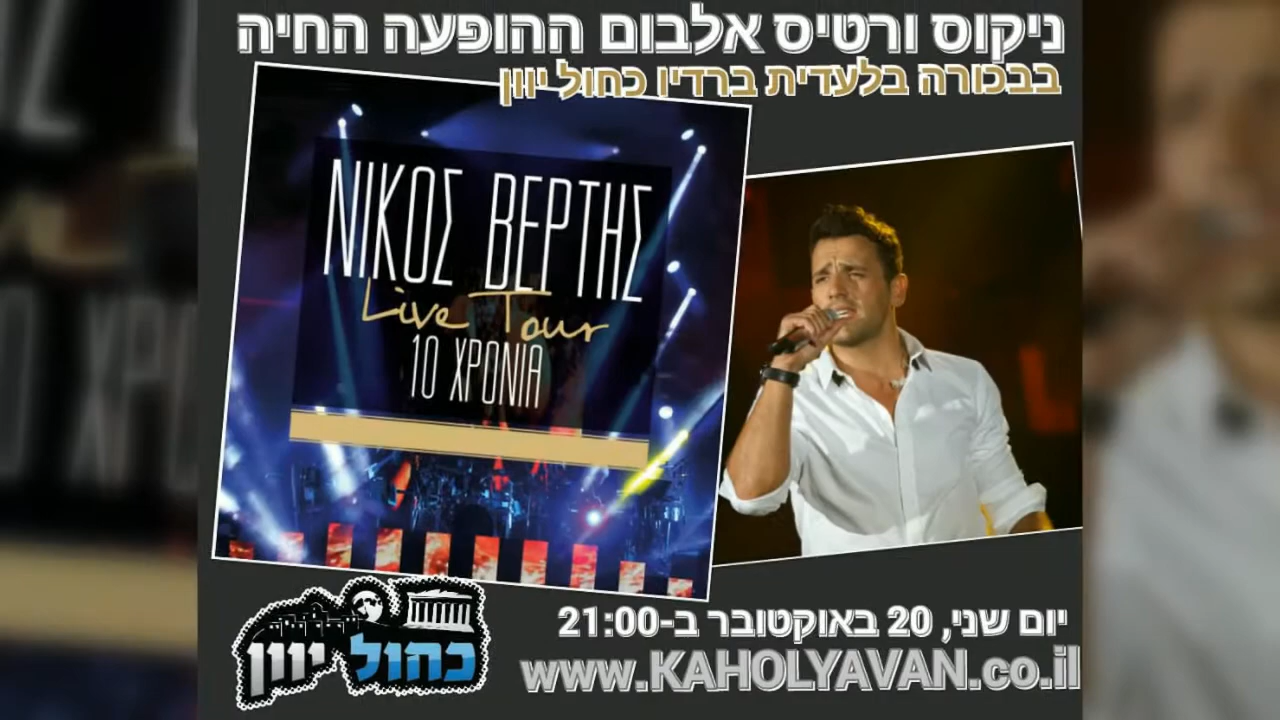 ניקוס ורטיס אלבום ההופעה החיה
בבכורה בלעדית ברדיו כחול יוון
ΝΙΚΟΣ ΒΕΡΤΗΣ
Live Tour
10 ΧΡΟΝΙΑ
יום שני, 20 באוקטובר ב-21:00
www.KAHOLYAVAN.co.il
כחול יוון